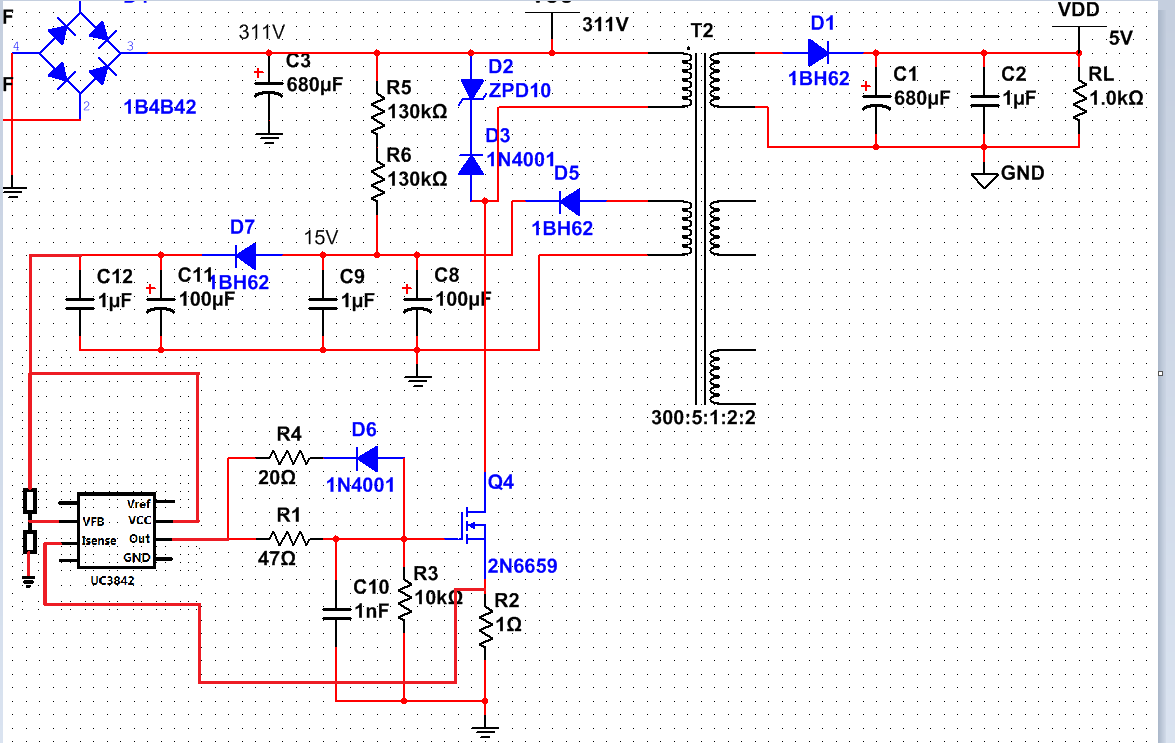 F
311V
T2
VDD
4
3
311V
D1
5V
C3
680µF
D2
ZPD10
F
2
1B4B42
R5
130kΩ
1BH62
C1
680µF
C2
1µF
RL
1.0kΩ
D3
1N4001
R6
130kΩ
D5
1BH62
GND
D7
15V
1BH62
C12
1µF
C11
100µF
C9
1µF
C8
100µF
300:5:1:2:2
R4
20Ω
D6
1N4001
Q4
2N6659
Vref
VFB
VCC
Isense
Out
GND
UC3842
R1
47Ω
C10
1nF
R3
10kΩ
R2
1Ω